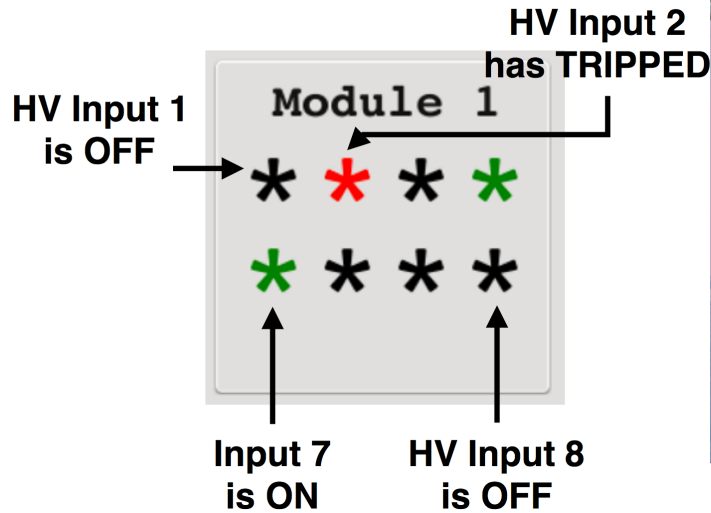 HV Input 2
has TRIPPED
HV Input 1
is OFF
Module 1
* * * *
* * * *
Input 7
is ON
HV Input 8
is OFF